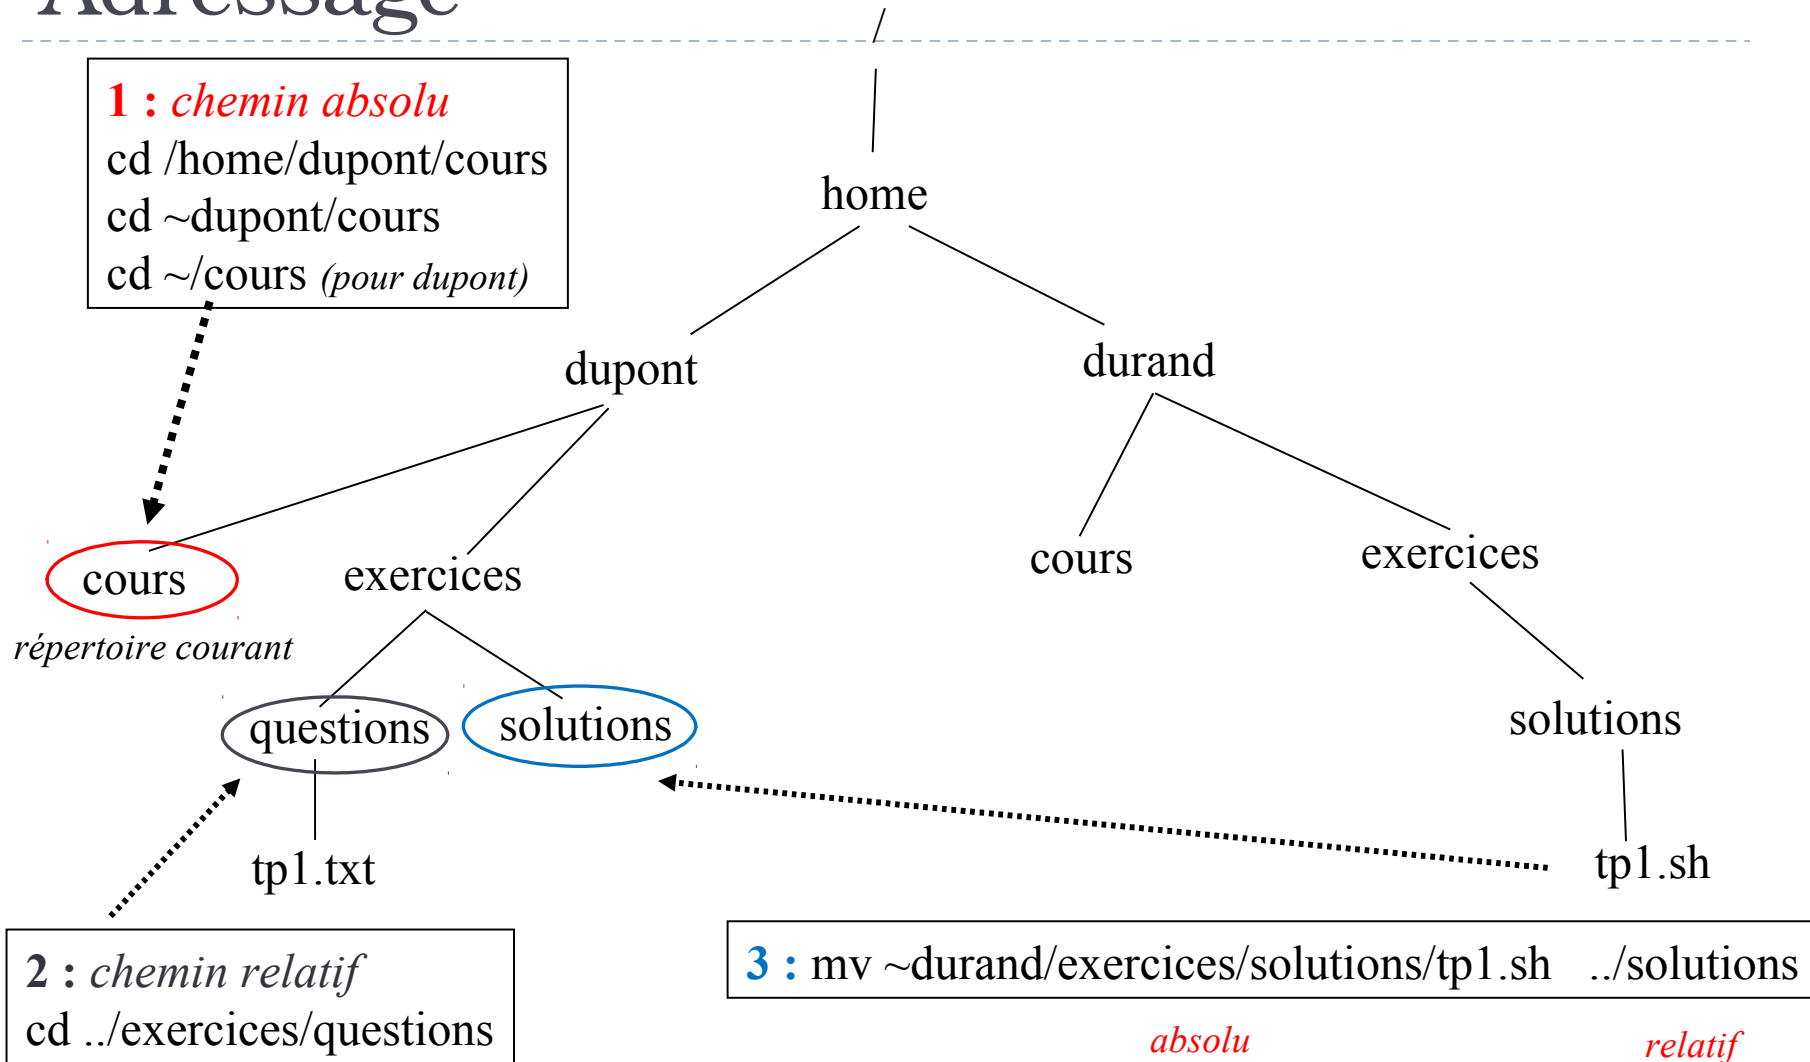 Adressage
/
1 : chemin absolu
cd /home/dupont/cours
cd ~dupont/cours
cd ~/cours (pour dupont)
home
dupont
durand
cours
exercices
cours
exercices
répertoire courant
questions
solutions
solutions
tp1.txt
tp1.sh
2 : chemin relatif
cd ../exercices/questions
3 : mv ~durand/exercices/solutions/tp1.sh ../solutions
absolu
relatif